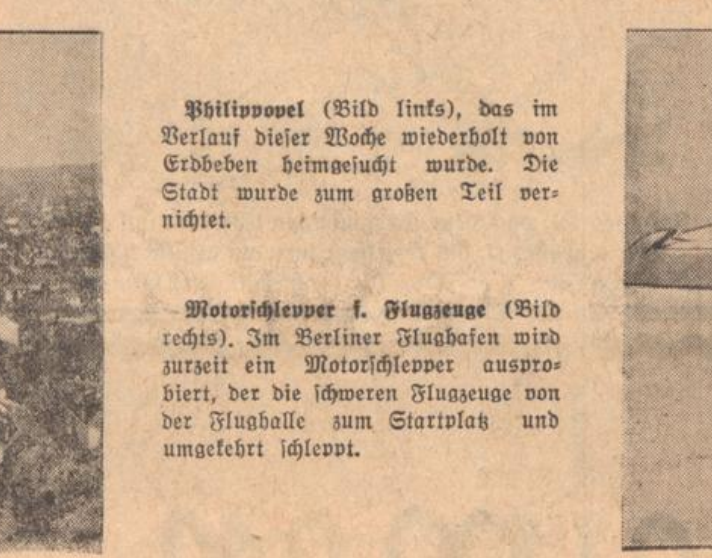 Philippopel (Bild links), das im
Verlauf dieser Woche wiederholt von
Erdbeben heimgesucht wurde. Die
Stadt wurde zum großen Teil ver-
nichtet.
Motorschlepper f. Flugzeuge (Bild
rechts). Im Berliner Flughafen wird
zurzeit ein Motorschlepper auspro-
biert, der die schweren Flugzeuge von
der Flughalle zum Startplatz und
umgekehrt schleppt.